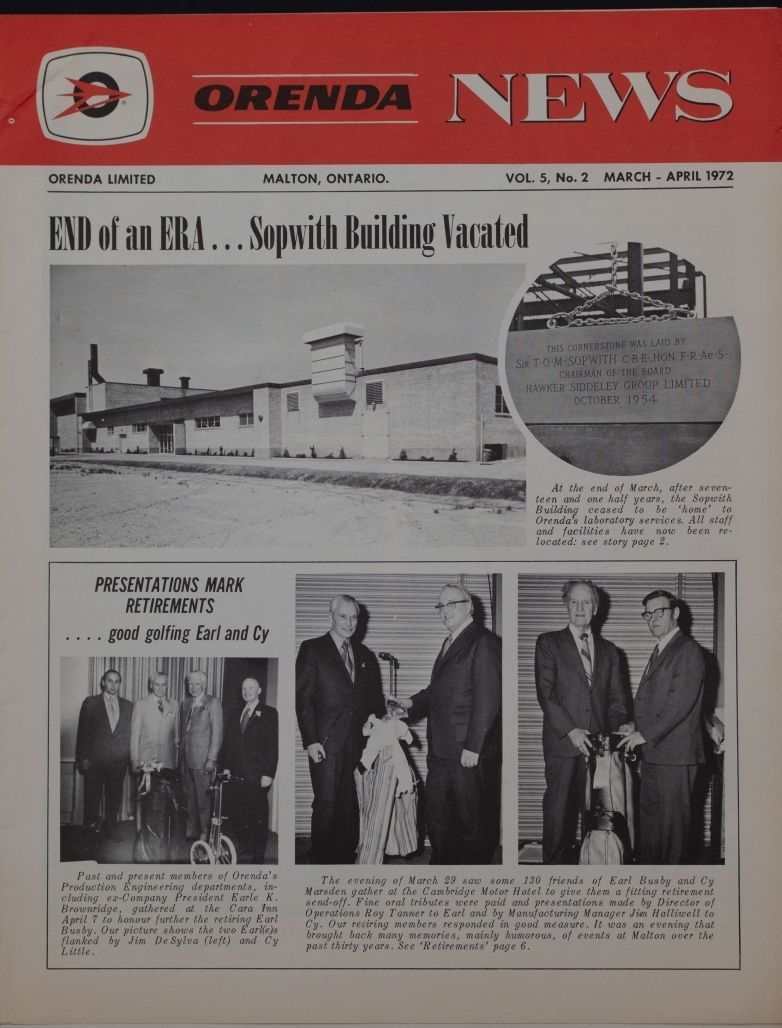 ORENDA NEWS
ORENDA LIMITED MALTON, ONTARIO. VOL. 5, No. 2 MARCH - APRIL 1972
END of an ERA . . . Sopwith Building Vacated
THIS CORNERSTONE WAS LAID BY
SIR T·O·M·SOPWITH C·B·E·, HON. F·R·Ae·S·
CHAIRMAN OF THE BOARD
HAWKER SIDDELEY GROUP LIMITED
OCTOBER 1954
At the end of March, after seven-
teen and one half years, the Sopwith
Building ceased to be 'home' to
Orenda's laboratory services. All staff
and facilities have now been re-
located: see story page 2.
PRESENTATIONS MARK
RETIREMENTS
. . . . good golfing Earl and Cy
Past and present members of Orenda's
Production Engineering departments, in-
cluding ex-Company President Earle K.
Brownridge, gathered at the Cara Inn
April 7 to honour further the retiring Earl
Busby. Our picture shows the two Earl(e)s
flanked by Jim DeSylva (left) and Cy
Little.
The evening of March 29 saw some 130 friends of Earl Busby and Cy
Marsden gather at the Cambridge Motor Hotel to give them a fitting retirement
send-off. Fine oral tributes were paid and presentations made by Director of
Operations Roy Tanner to Earl and by Manufacturing Manager Jim Halliwell to
Cy. Our retiring members responded in good measure. It was an evening that
brought back many memories, mainly humorous, of events at Malton over the
past thirty years. See 'Retirements' page 6.